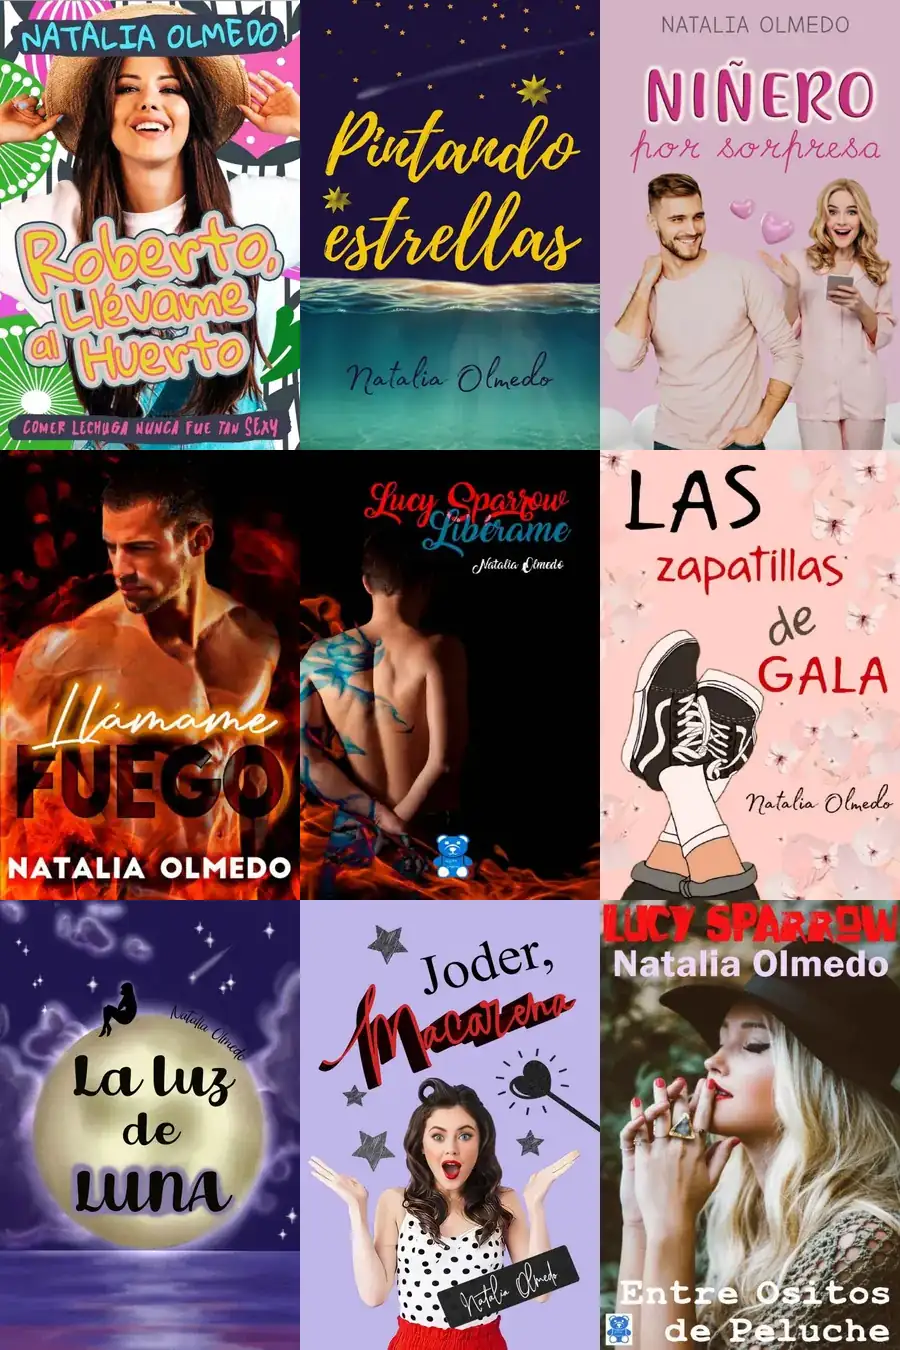 NATALIA OLMEDO
Roberto,
Llévame
al Huerto
COMER LECHUGA NUNCA FUE TAN SEXY
Pintando
estrellas
Natalia Olmedo
NATALIA OLMEDO
NIÑERO
por sorpresa
Llámame
FUEGO
NATALIA OLMEDO
Lucy Sparrow
Libérame
Natalia Olmedo
LAS
zapatillas
de
GALA
Natalia Olmedo
Natalia Olmedo
La luz
de
LUNA
Joder,
Macarena
Natalia Olmedo
LUCY SPARROW
Natalia Olmedo
Entre Ositos
de Peluche